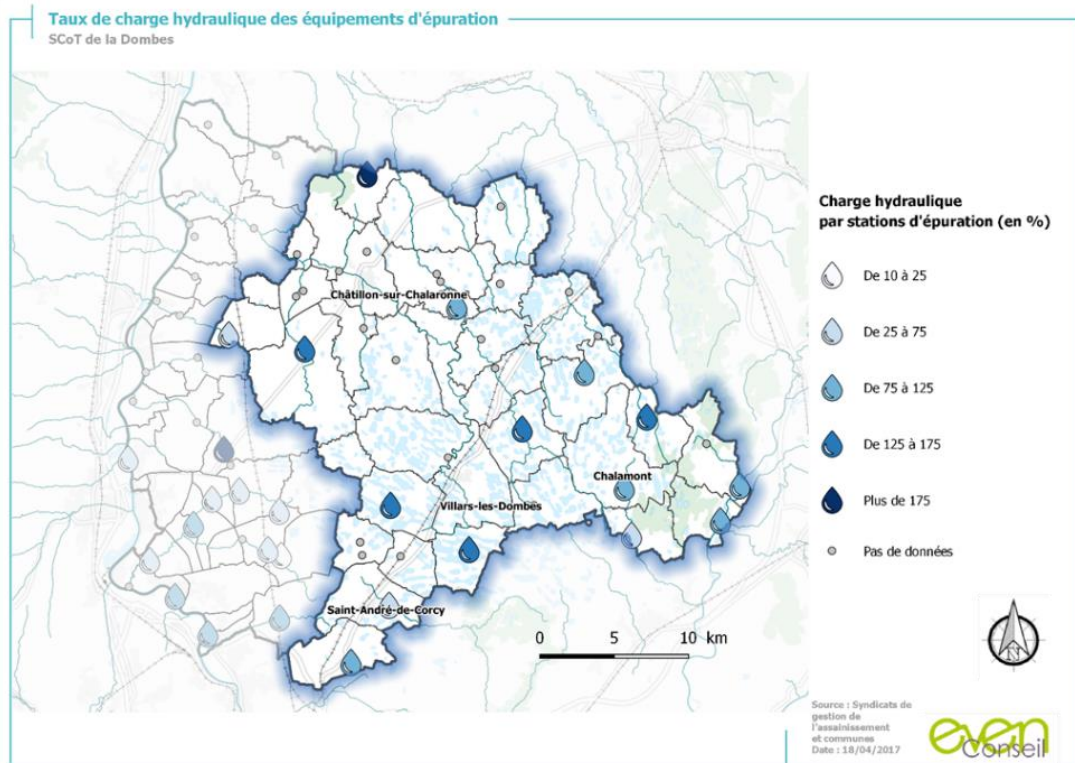 Taux de charge hydraulique des équipements d'épuration
SCoT de la Dombes
Châtillon-sur-Chalaronne
Chalamont
Villars-les-Dombes
Saint-André-de-Corcy
0 5 10 km
Charge hydraulique
par stations d'épuration (en %)
De 10 à 25
De 25 à 75
De 75 à 125
De 125 à 175
Plus de 175
Pas de données
N
Source : Syndicats de
gestion de
l'assainissement
et communes
Date : 18/04/2017
even
Conseil